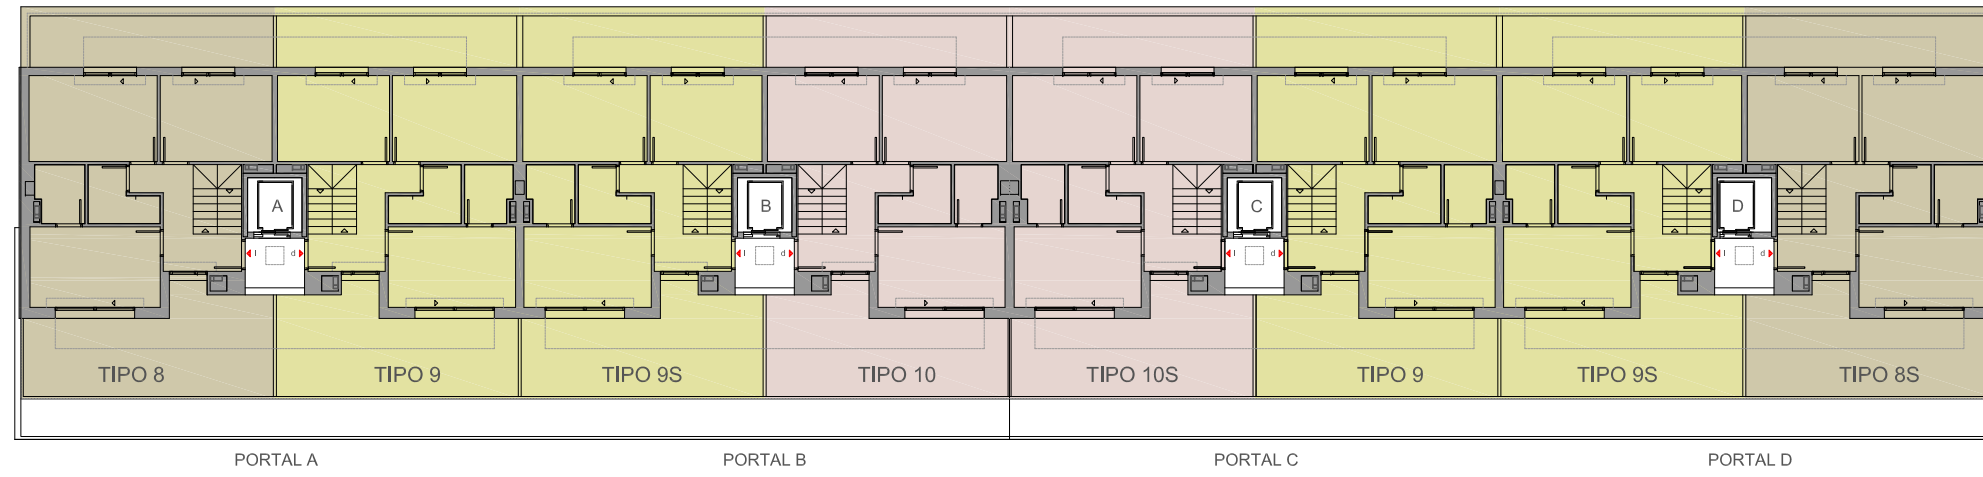 A B C D
I d I d I d I d
TIPO 8 TIPO 9 TIPO 9S TIPO 10 TIPO 10S TIPO 9 TIPO 9S TIPO 8S
PORTAL A PORTAL B PORTAL C PORTAL D